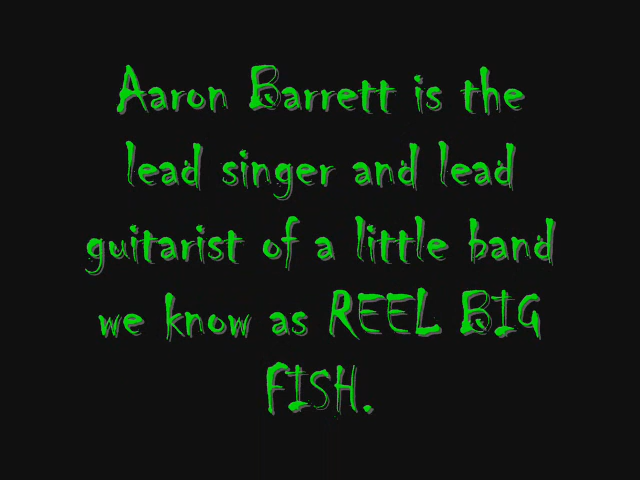 Aaron Barrett is the
lead singer and lead
guitarist of a little band
we know as REEL BIG
FISH.